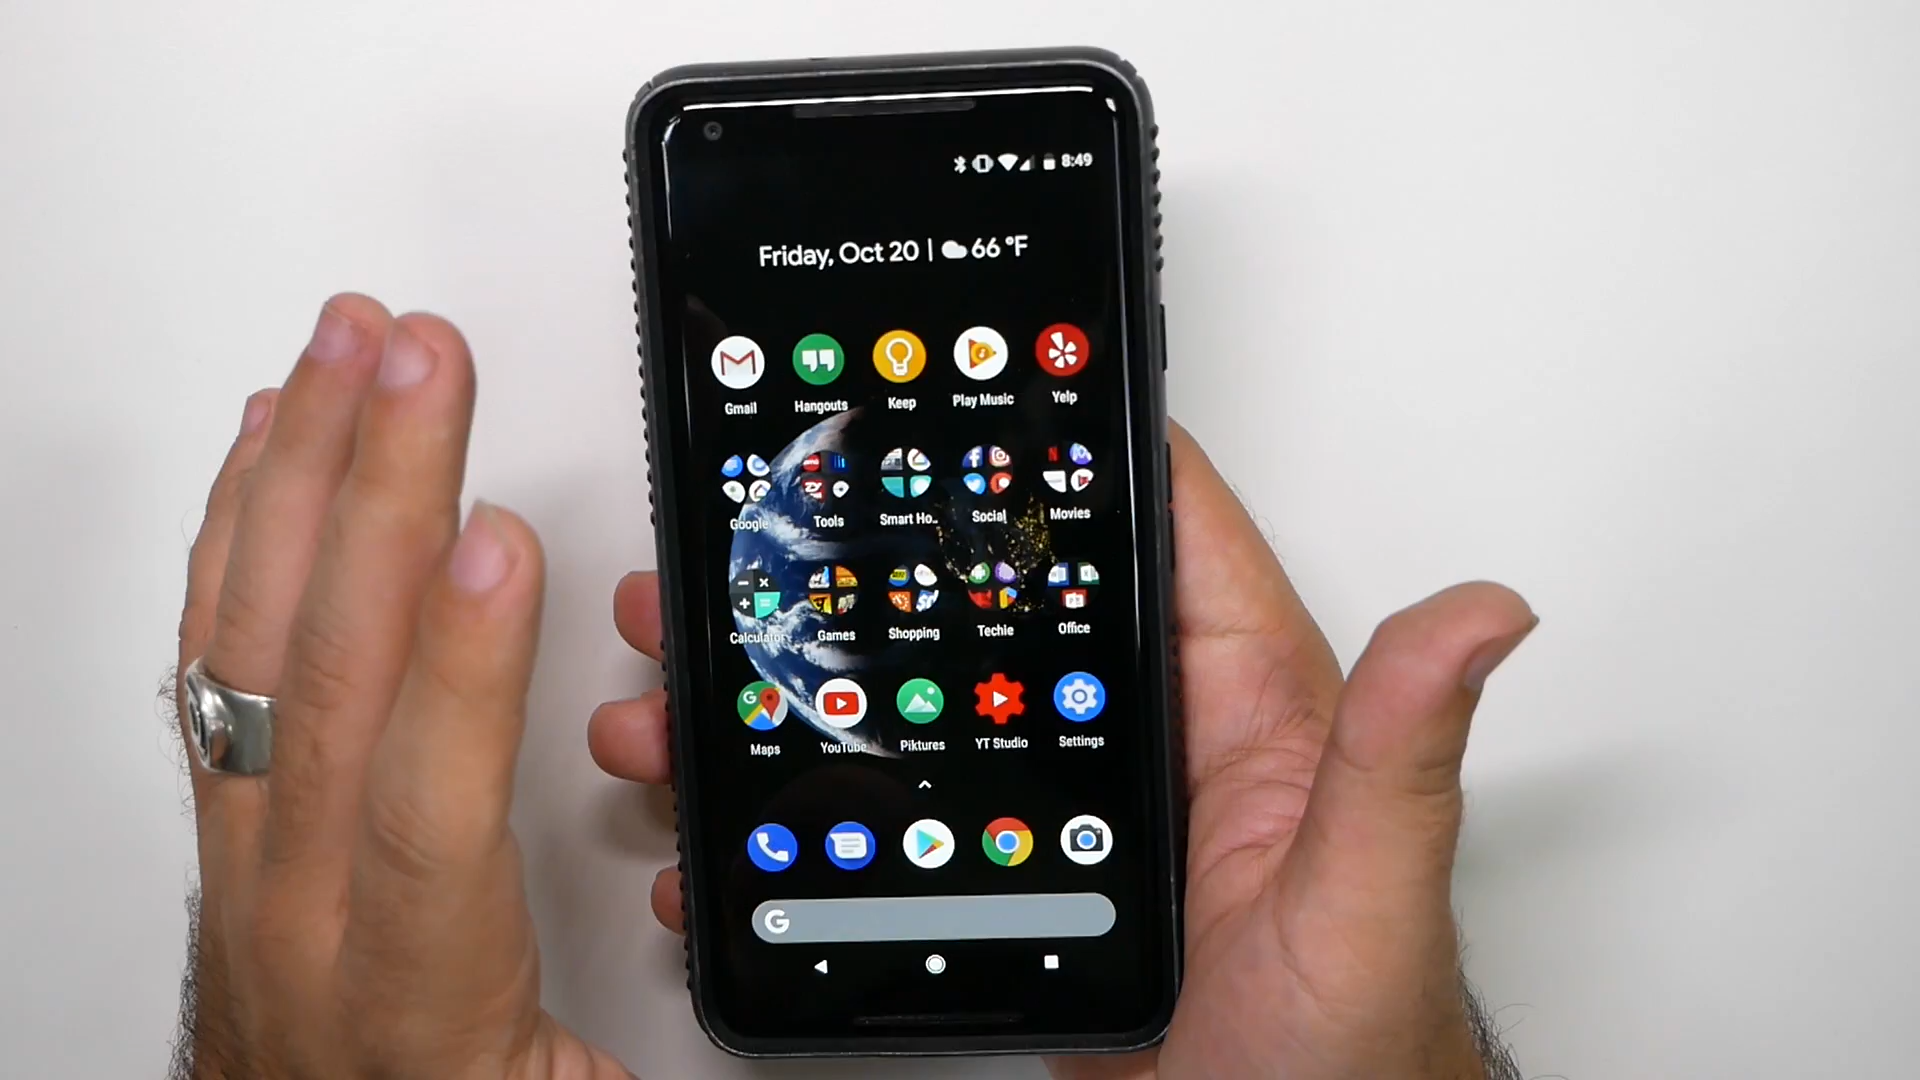 8:49
Friday, Oct 20 | 66 °F
Gmail Hangouts Keep Play Music Yelp
Google Tools Smart Ho.. Social Movies
Calculator Games Shopping Techie Office
Maps YouTube Piktures YT Studio Settings
G